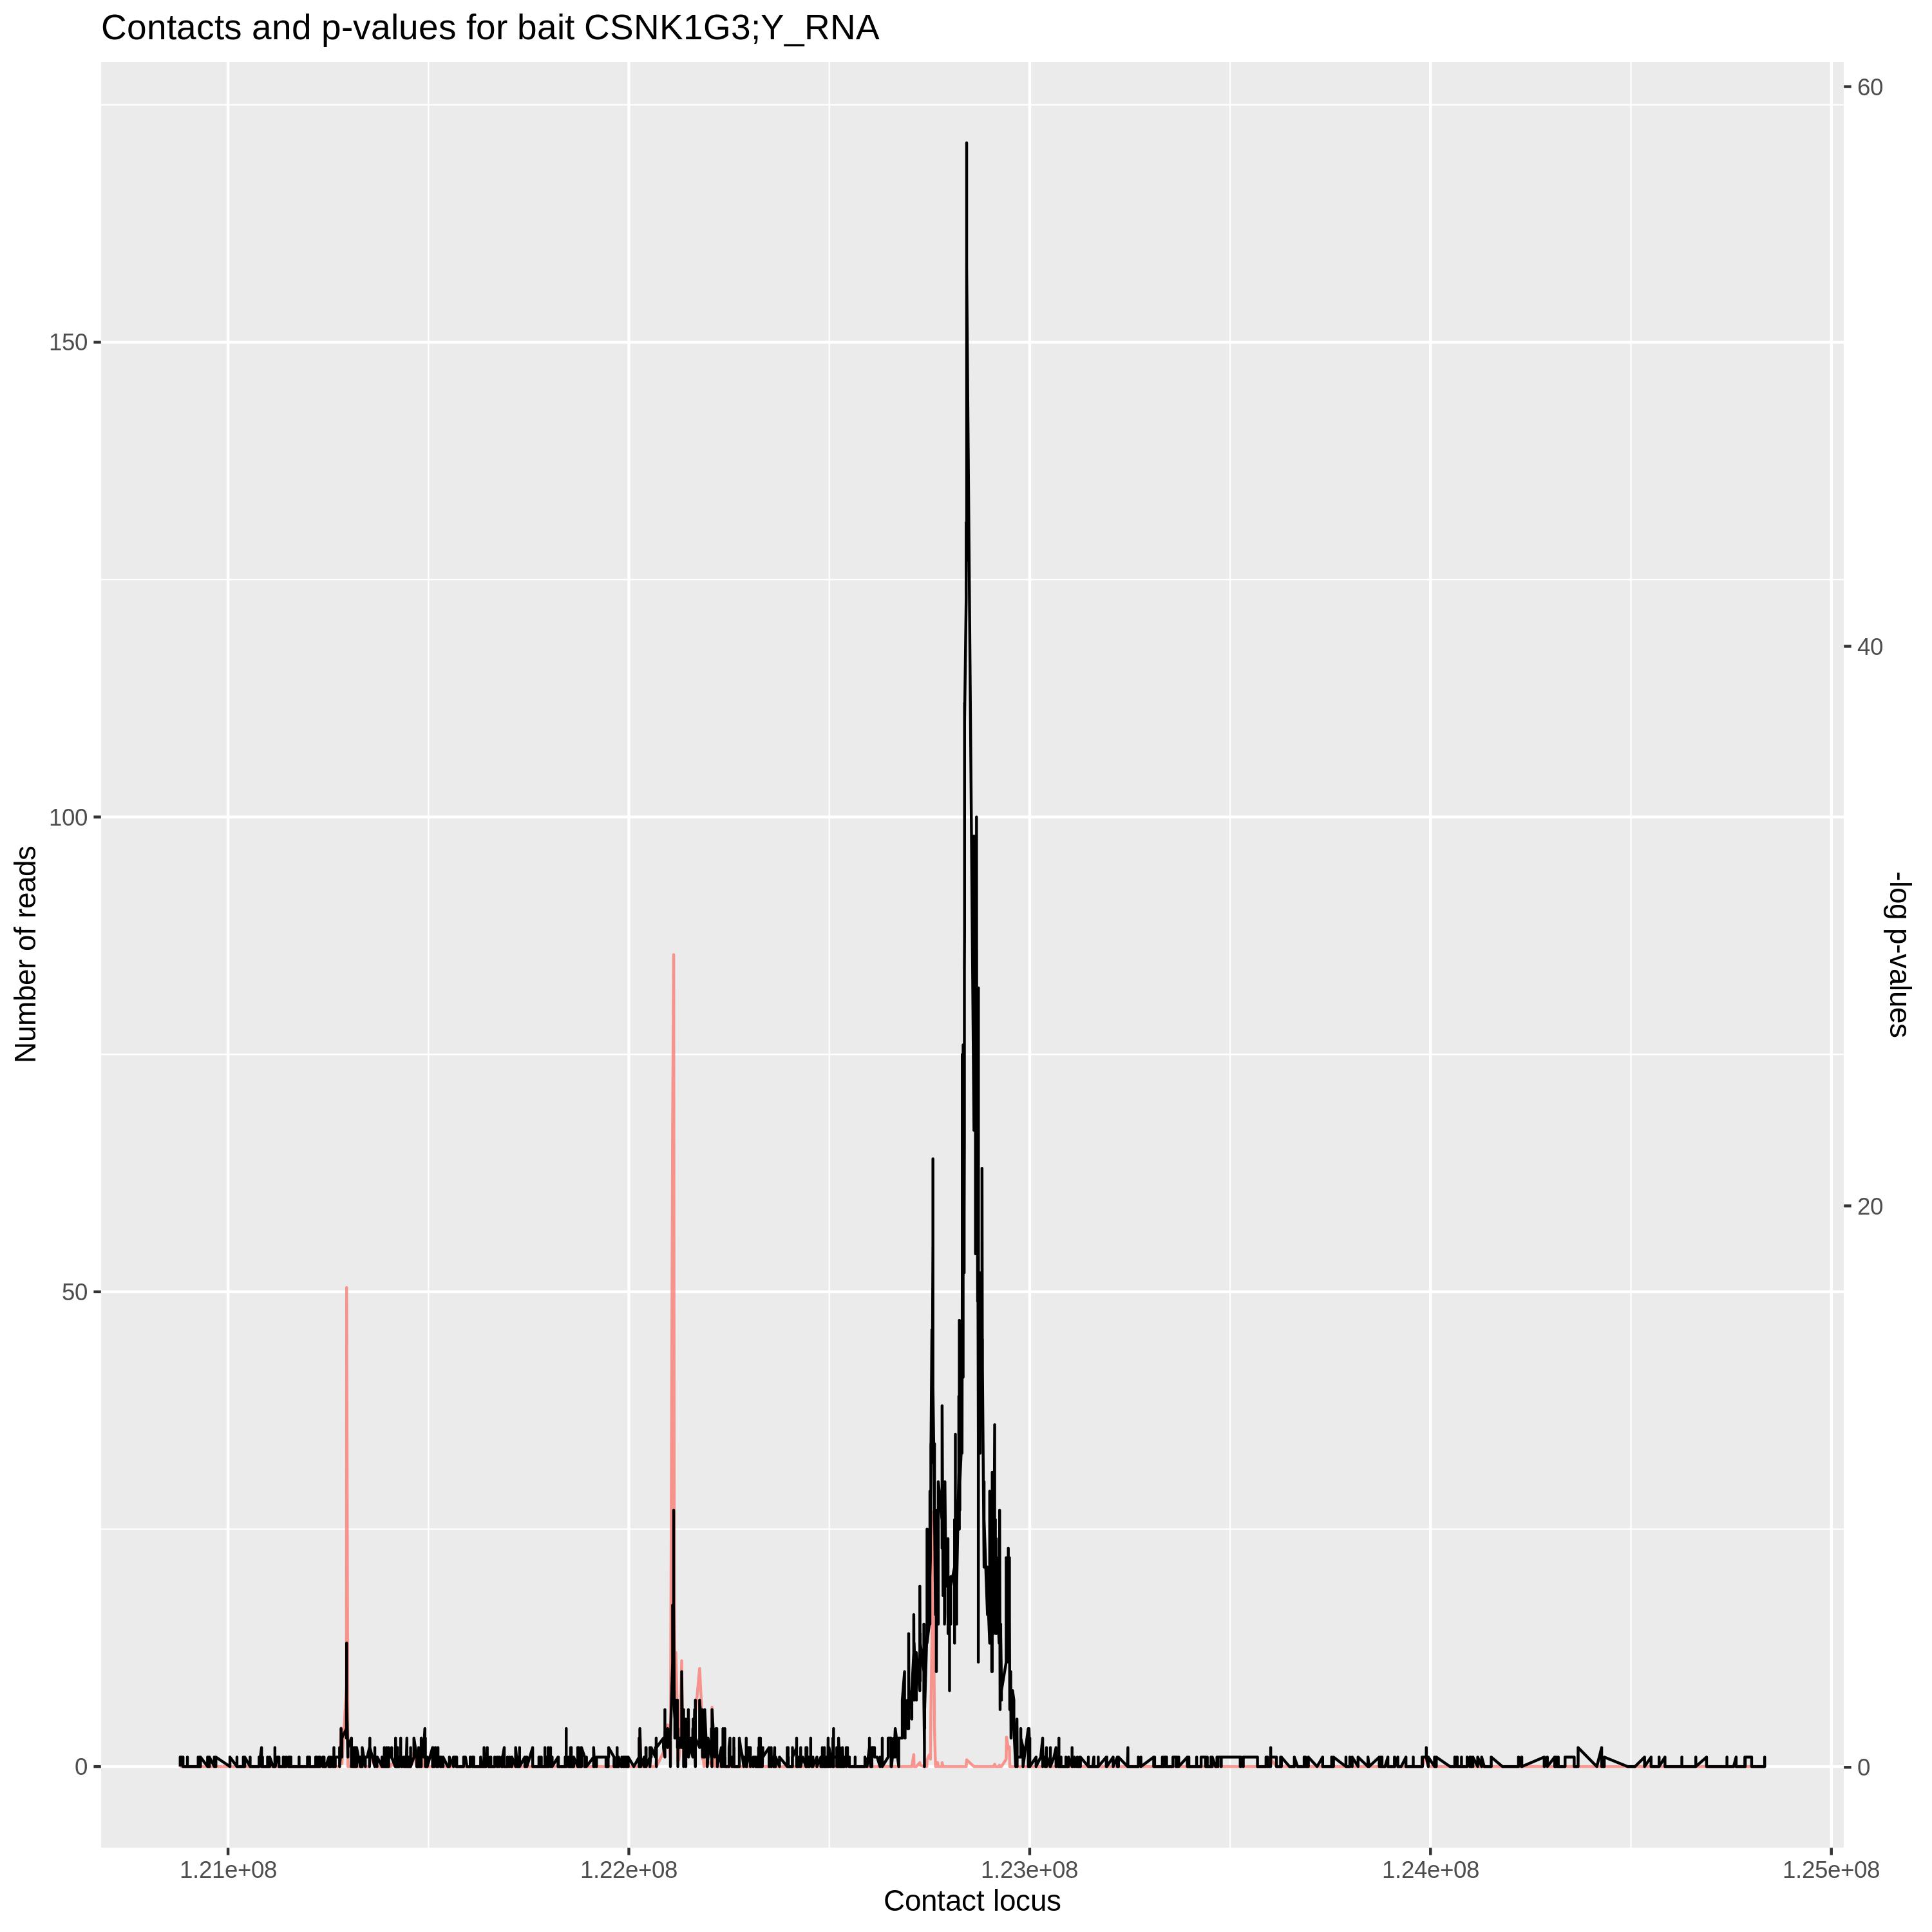 Contacts and p-values for bait CSNK1G3;Y_RNA
60
150
40
100
Number of reads
-log p-values
20
50
0
0
1.21e+08
1.22e+08
1.23e+08
1.24e+08
1.25e+08
Contact locus